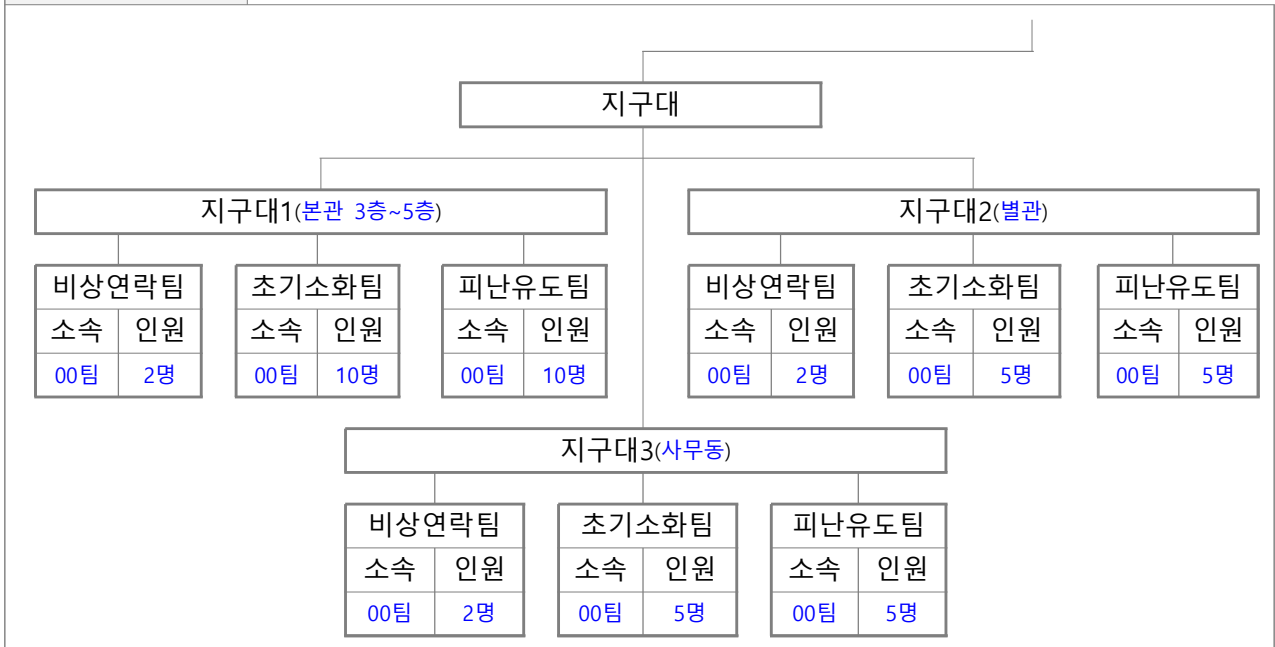 지구대
지구대1(본관 3층~5층)
지구대2(별관)
비상연락팀 초기소화팀 피난유도팀 비상연락팀 초기소화팀 피난유도팀
소속 인원 소속 인원 소속 인원 소속 인원 소속 인원 소속 인원
00팀 2명 00팀 10명 00팀 10명 00팀 2명 00팀 5명 00팀 5명
지구대3(사무동)
비상연락팀 초기소화팀 피난유도팀
소속 인원 소속 인원 소속 인원
00팀 2명 00팀 5명 00팀 5명